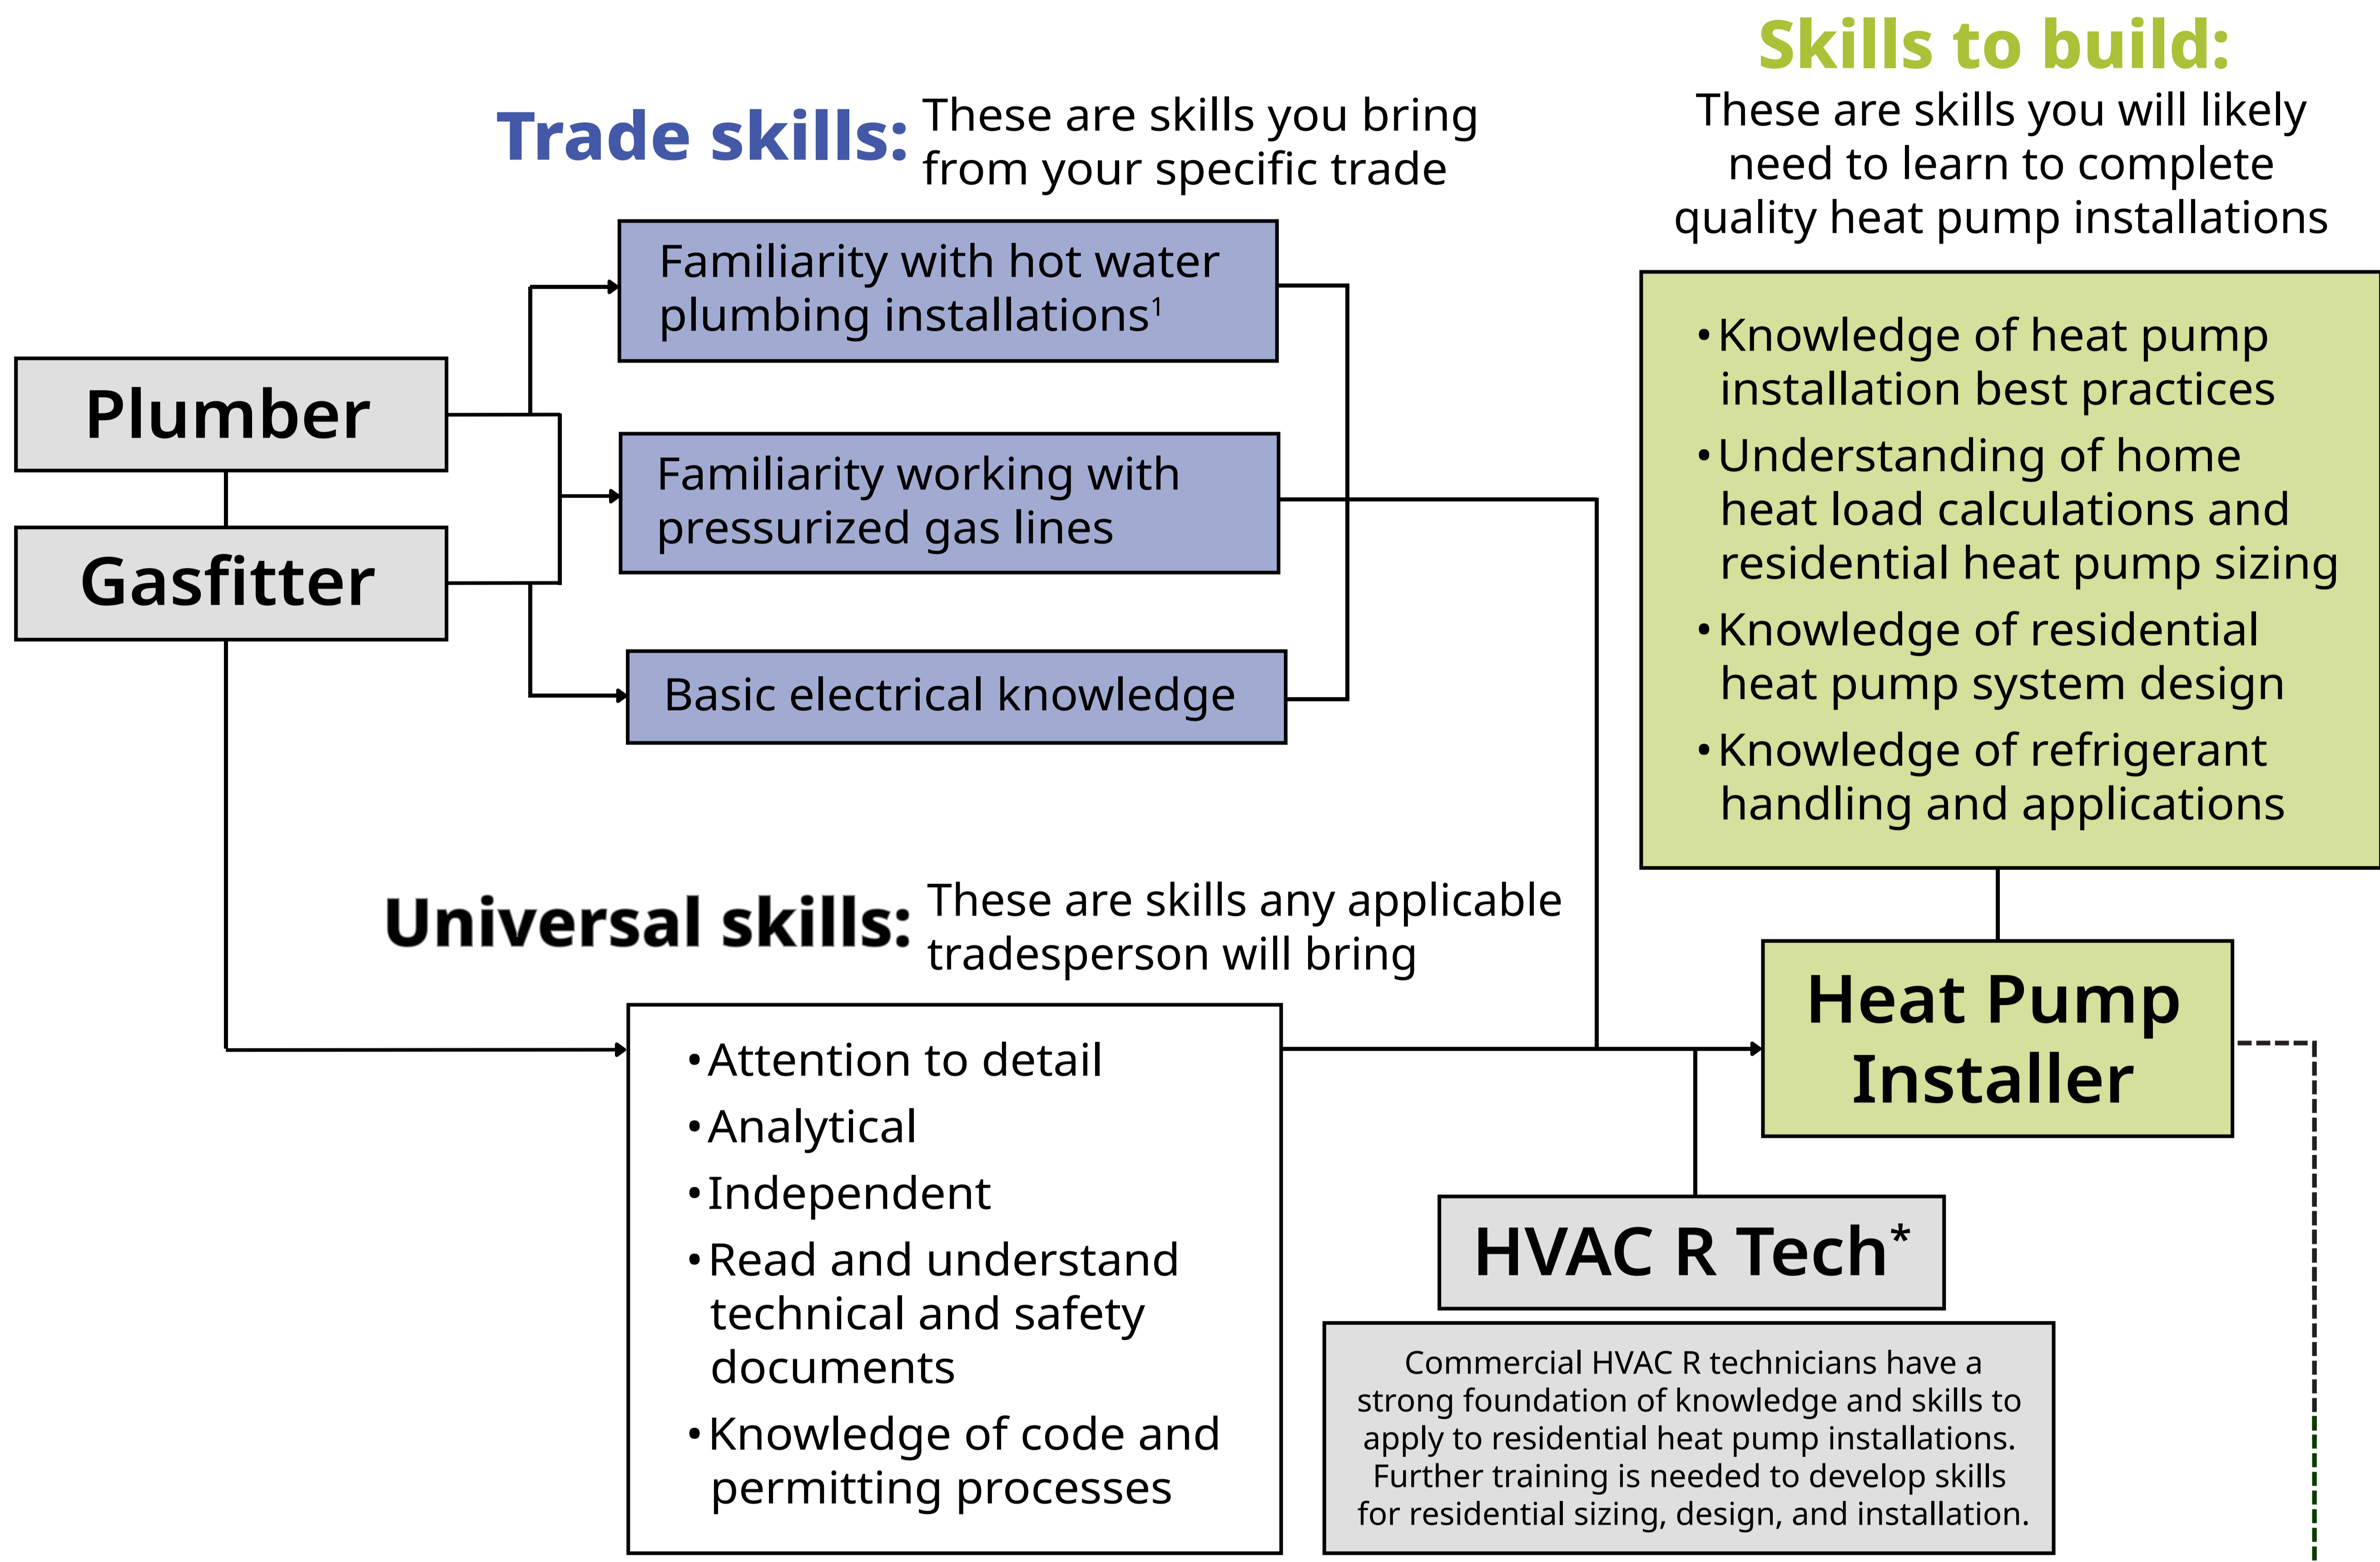 Skills to build:
These are skills you will likely
need to learn to complete
quality heat pump installations
Trade skills:
These are skills you bring
from your specific trade
Familiarity with hot water
plumbing installations¹
Plumber
Familiarity working with
pressurized gas lines
Gasfitter
Basic electrical knowledge
•Knowledge of heat pump
installation best practices
•Understanding of home
heat load calculations and
residential heat pump sizing
•Knowledge of residential
heat pump system design
•Knowledge of refrigerant
handling and applications
Universal skills:
These are skills any applicable
tradesperson will bring
•Attention to detail
•Analytical
•Independent
•Read and understand
technical and safety
documents
•Knowledge of code and
permitting processes
Heat Pump
Installer
HVAC R Tech*
Commercial HVAC R technicians have a
strong foundation of knowledge and skills to
apply to residential heat pump installations.
Further training is needed to develop skills
for residential sizing, design, and installation.